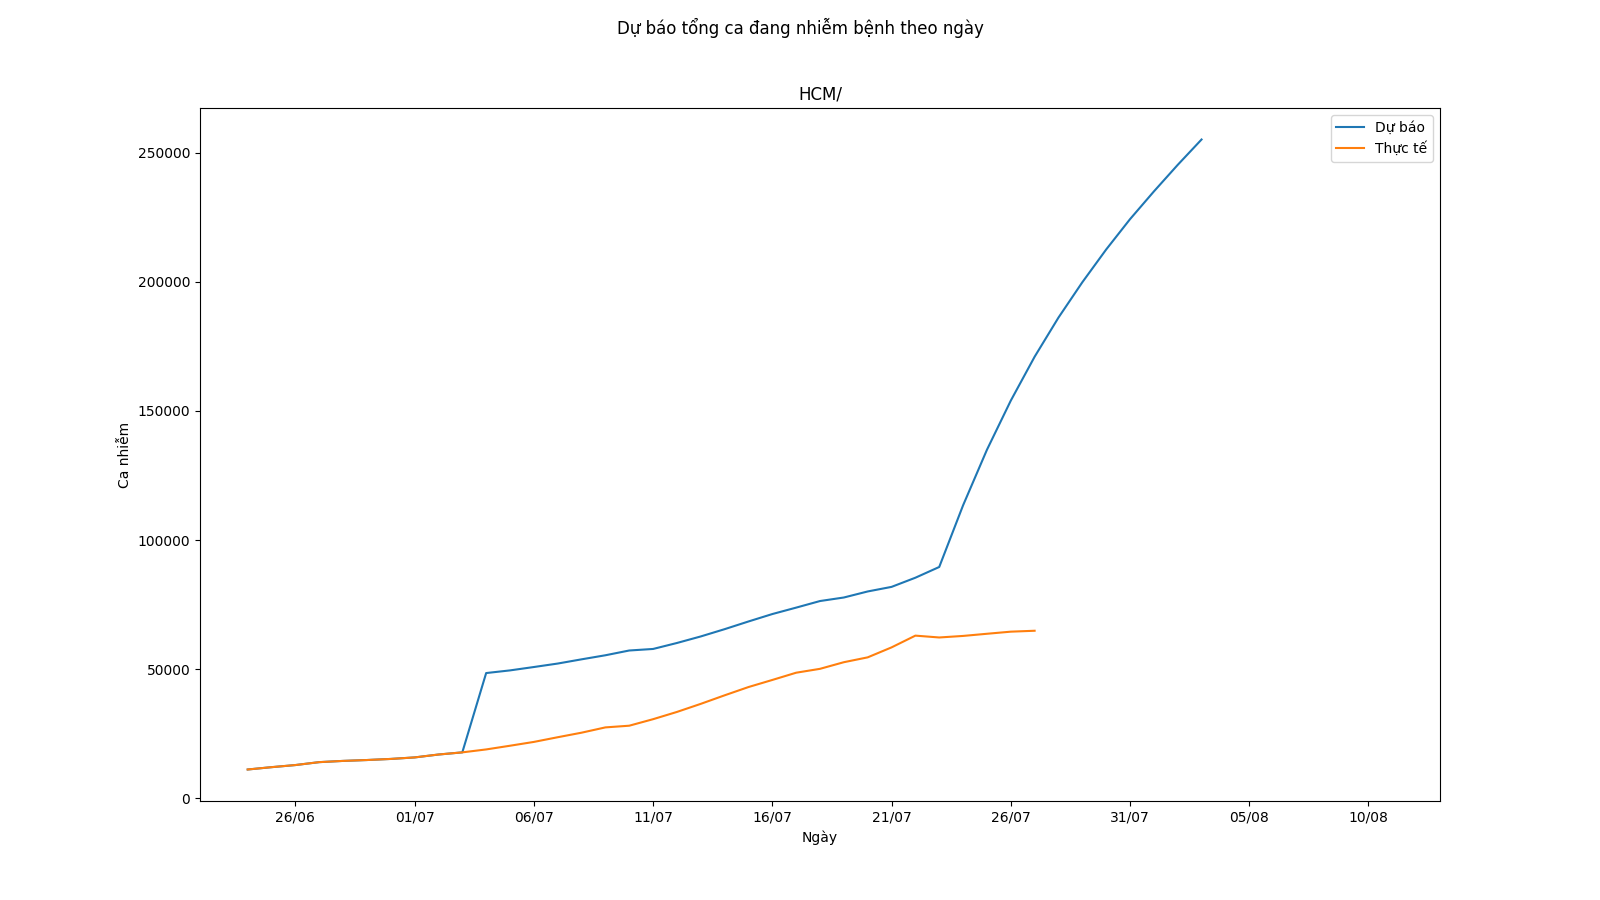 Dự báo tổng ca đang nhiễm bệnh theo ngày
HCM/
Dự báo
Thực tế
250000
200000
150000
100000
50000
0
Ca nhiễm
26/06
01/07
06/07
11/07
16/07
21/07
26/07
31/07
05/08
10/08
Ngày